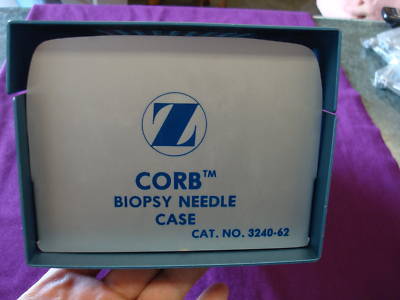 Z
CORB™
BIOPSY NEEDLE
CASE
CAT. NO. 3240-62